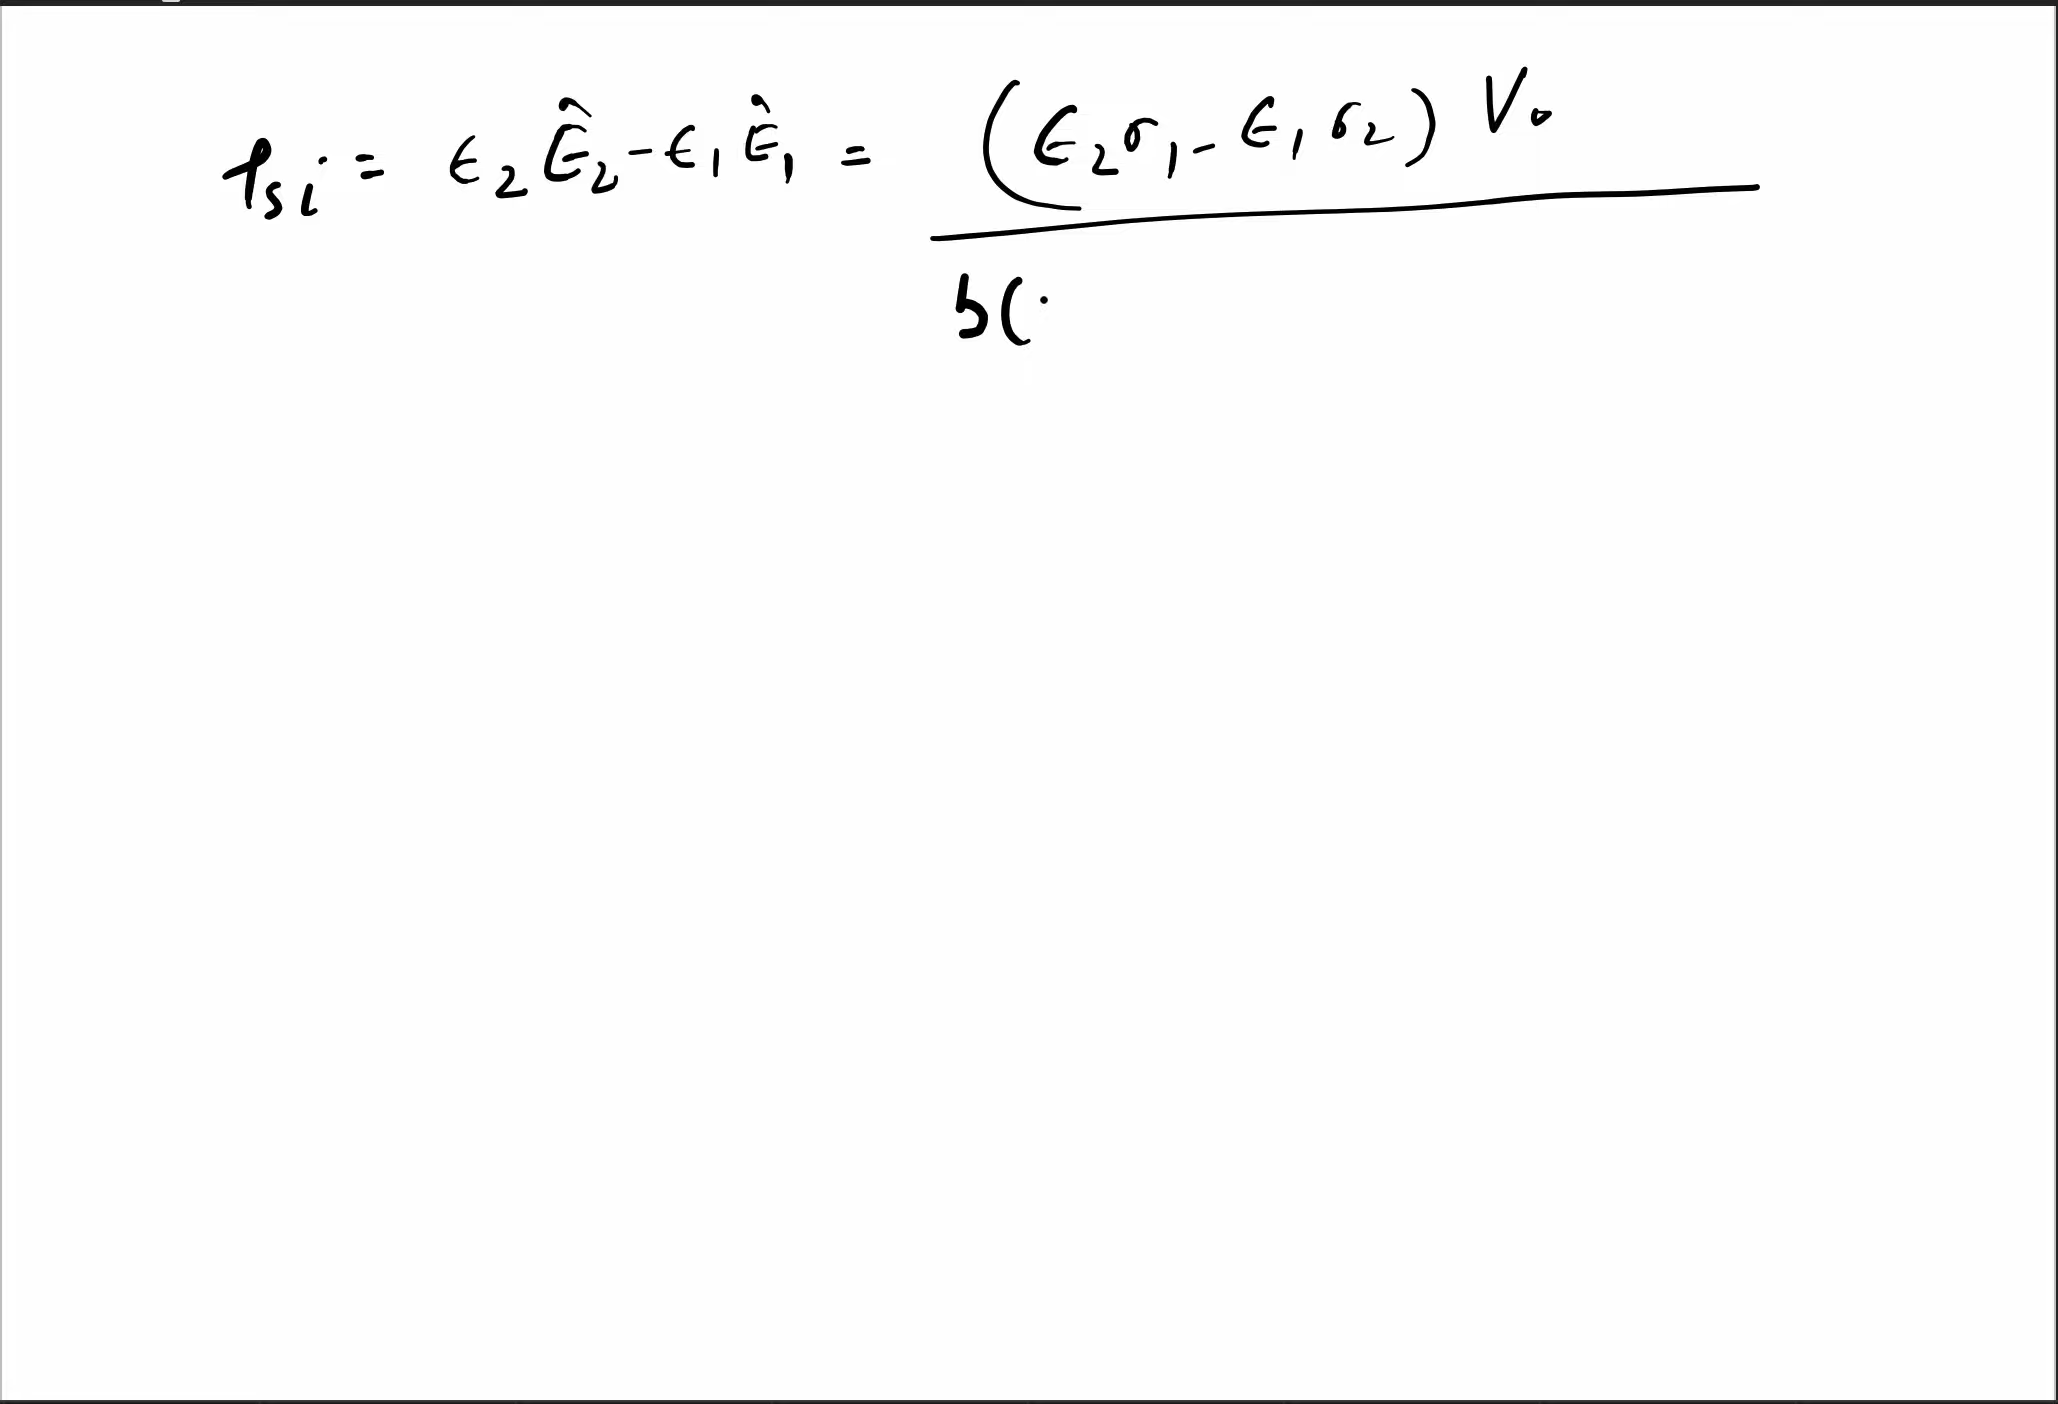 ρsi = ϵ₂Ê₂ - ϵ₁Ê₁ = (ϵ₂σ₁ - ϵ₁σ₂) V₀
b(